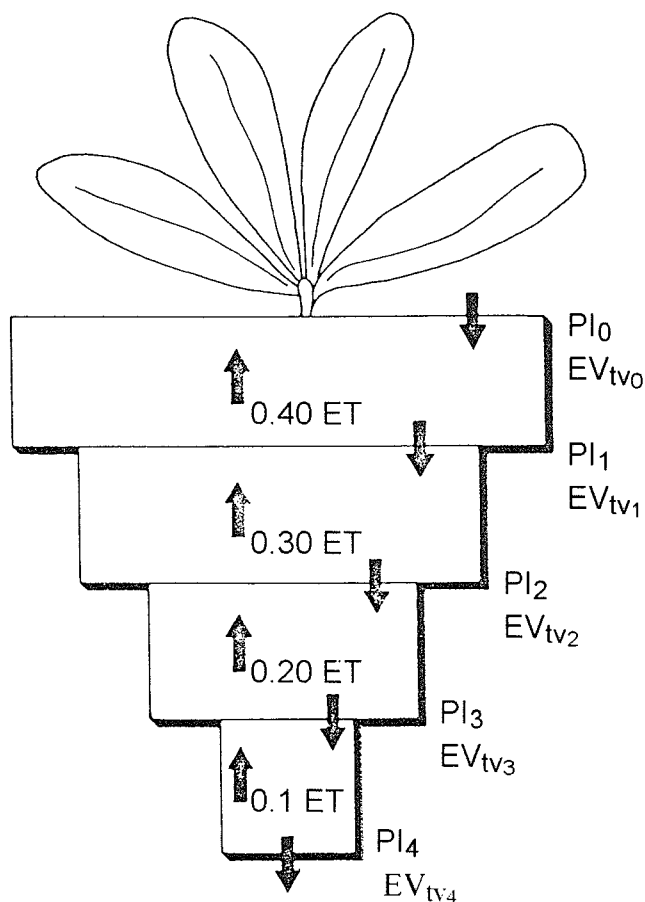 PI0
EVtv0
0.40 ET
PI1
EVtv1
0.30 ET
PI2
EVtv2
0.20 ET
PI3
EVtv3
0.1 ET
PI4
EVtv4